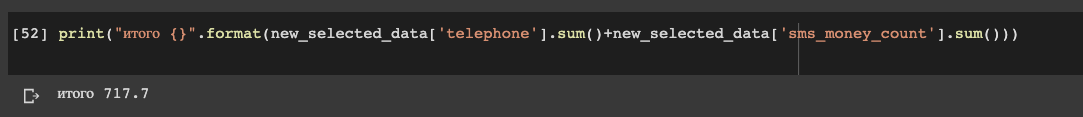 [52] print("итого {}".format(new_selected_data['telephone'].sum()+new_selected_data['sms_money_count'].sum()))
итого 717.7